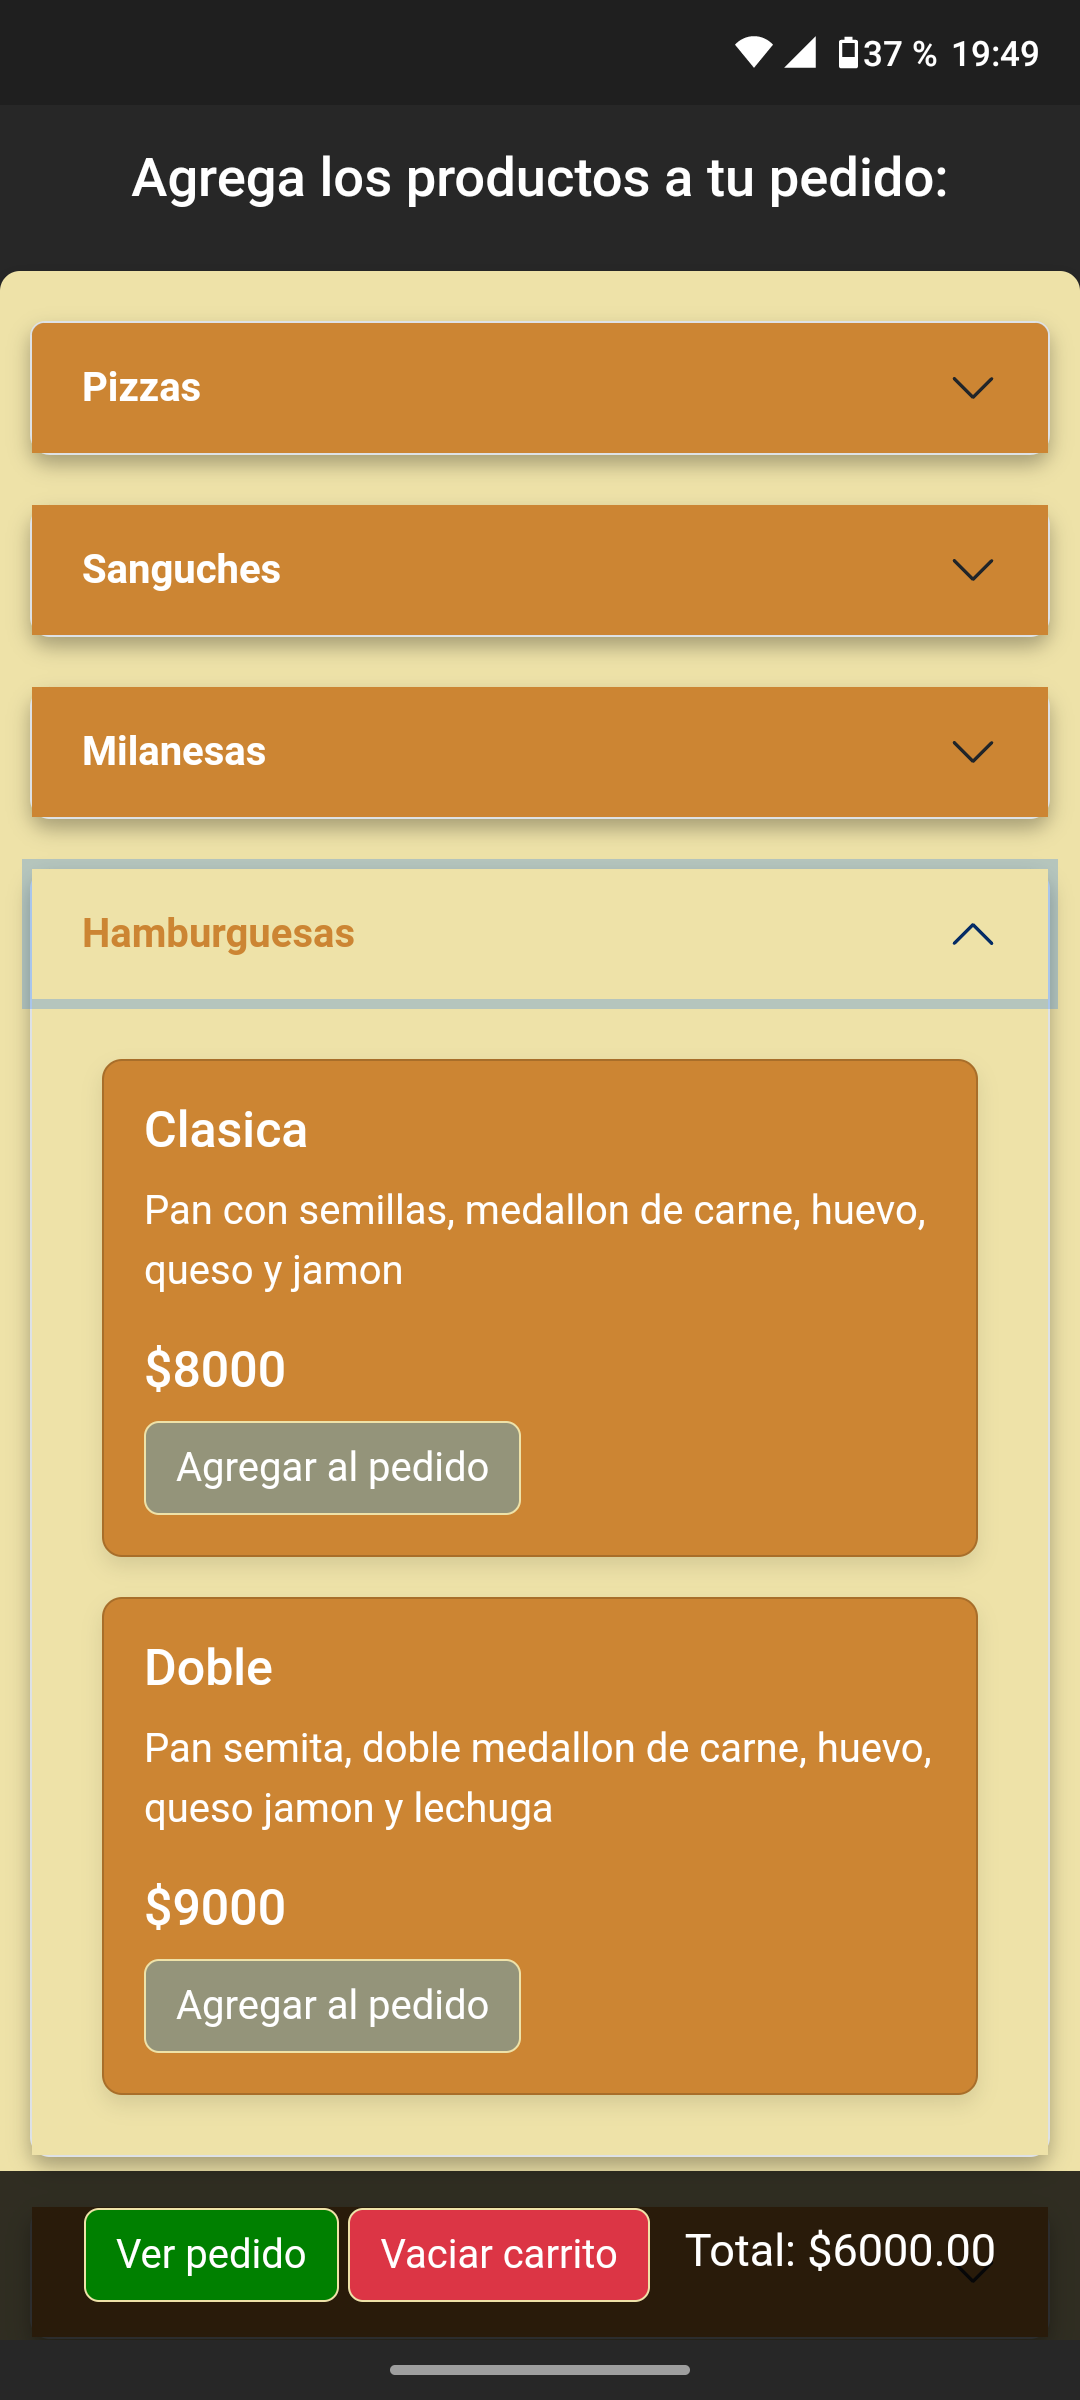 37 % 19:49
Agrega los productos a tu pedido:
Pizzas
Sanguches
Milanesas
Hamburguesas
Clasica
Pan con semillas, medallon de carne, huevo,
queso y jamon
$8000
Agregar al pedido
Doble
Pan semita, doble medallon de carne, huevo,
queso jamon y lechuga
$9000
Agregar al pedido
Ver pedido Vaciar carrito Total: $6000.00